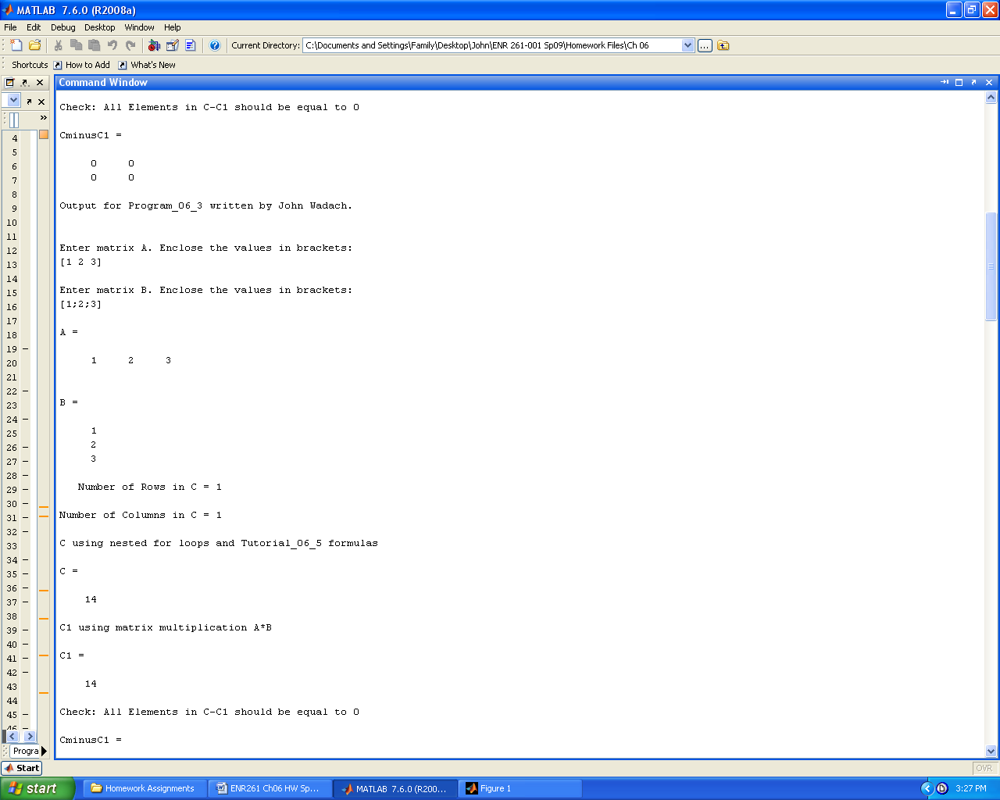 MATLAB  7.6.0 (R2008a)
File Edit Debug Desktop Window Help
Current Directory: C:\Documents and Settings\Family\Desktop\John\ENR 261-001 Sp09\Homework Files\Ch 06
Shortcuts How to Add What's New
Command Window
Check: All Elements in C-C1 should be equal to 0
CminusC1 =
0 0
0 0
Output for Program_06_3 written by John Wadach.
Enter matrix A. Enclose the values in brackets:
[1 2 3]
Enter matrix B. Enclose the values in brackets:
[1;2;3]
A =
1 2 3
B =
1
2
3
Number of Rows in C = 1
Number of Columns in C = 1
C using nested for loops and Tutorial_06_5 formulas
C =
14
C1 using matrix multiplication A*B
C1 =
14
Check: All Elements in C-C1 should be equal to 0
CminusC1 =
4
5
6
7
8
9
10
11
12
13
14
15
16
17
18
19 –
20
21
22 –
23
24 –
25
26 –
27 –
28 –
29 –
30 –
31 –
32 –
33
34 –
35 –
36 –
37 –
38
39 –
40 –
41 –
42 –
43
44
45 –
46 –
Progra
Start
OVR
start Homework Assignments ENR261 Ch06 HW Sp... MATLAB  7.6.0 (R200... Figure 1 3:27 PM